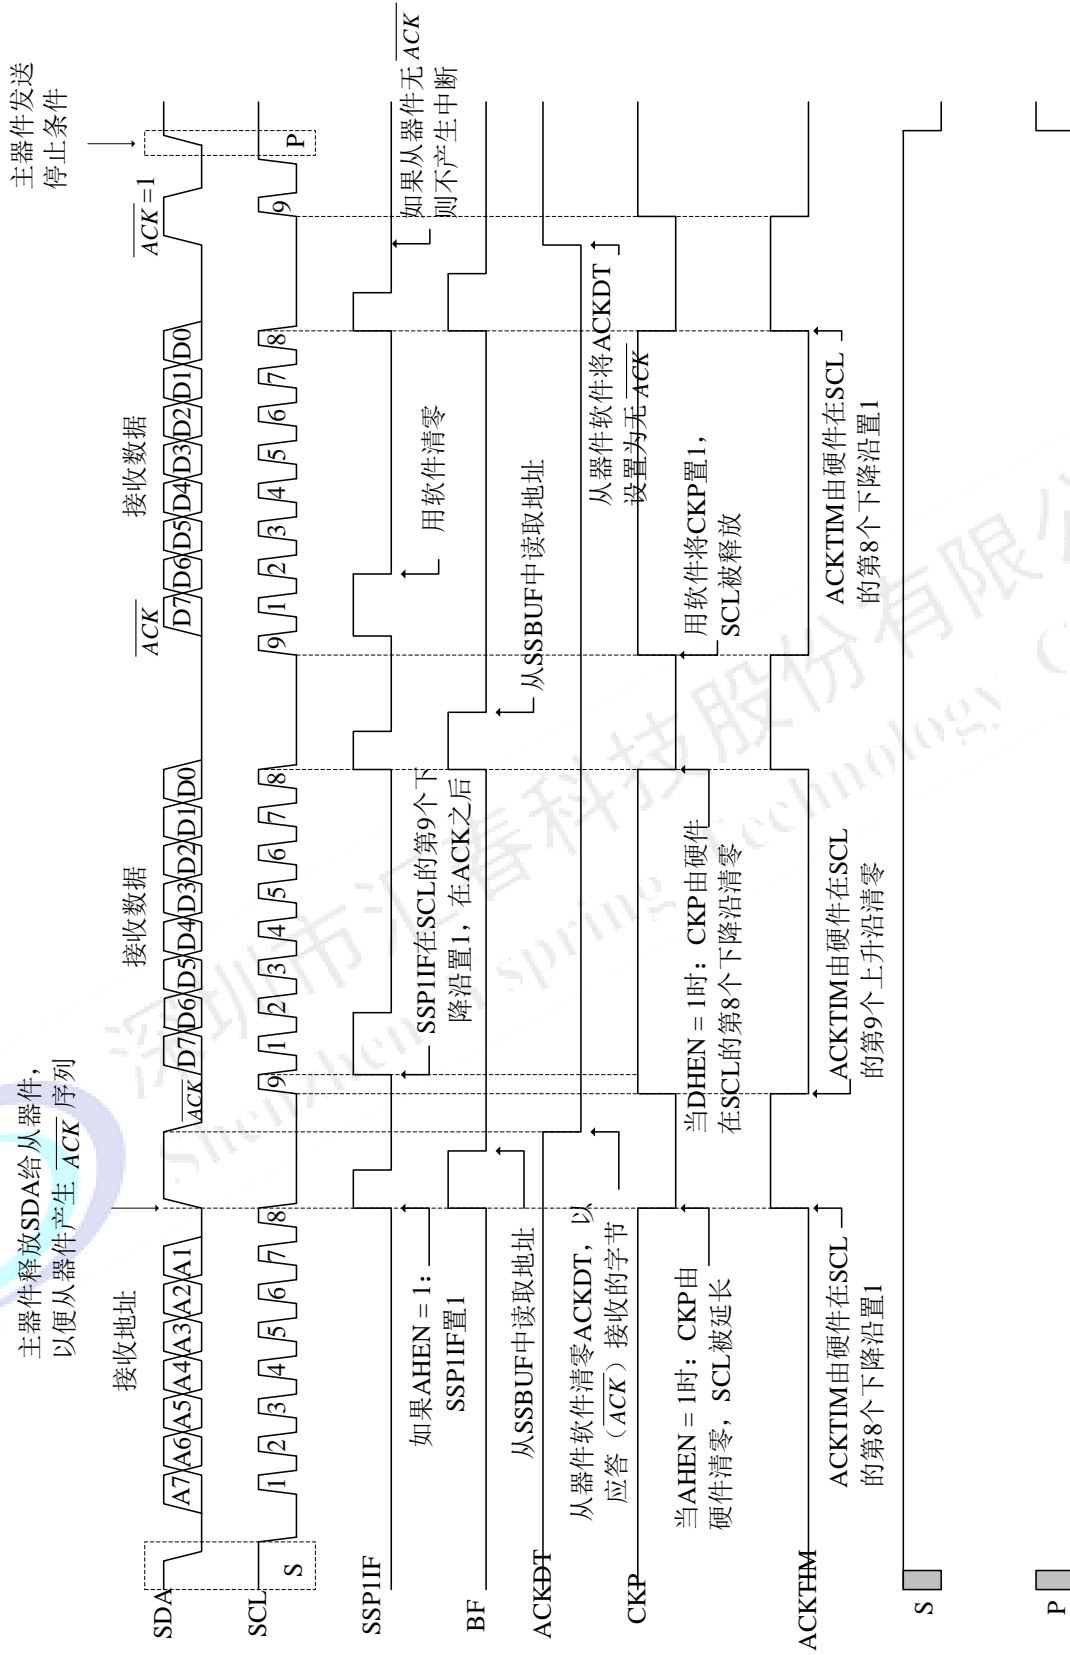 主器件释放SDA给从器件，
以便从器件产生 ACK 序列
主器件发送
停止条件
接收地址
接收数据
接收数据
ACK
ACK
ACK=1
SDA
A7 A6 A5 A4 A3 A2 A1
D7 D6 D5 D4 D3 D2 D1 D0
D7 D6 D5 D4 D3 D2 D1 D0
SCL
S
1 2 3 4 5 6 7 8 9
1 2 3 4 5 6 7 8 9
1 2 3 4 5 6 7 8 9
P
SSP1IF
如果AHEN = 1：
SSP1IF置1
SSP1IF在SCL的第9个下
降沿置1，在ACK之后
用软件清零
如果从器件无 ACK
则不产生中断
BF
从SSBUF中读取地址
从SSBUF中读取地址
ACKDT
从器件软件清零ACKDT，以
应答（ACK）接收的字节
从器件软件将ACKDT
设置为无 ACK
CKP
当AHEN = 1时：CKP由
硬件清零，SCL被延长
当DHEN = 1时：CKP由硬件
在SCL的第8个下降沿清零
用软件将CKP置1，
SCL被释放
ACKTIM
ACKTIM由硬件在SCL
的第8个下降沿置1
ACKTIM由硬件在SCL
的第9个上升沿清零
ACKTIM由硬件在SCL
的第8个下降沿置1
S
P
深圳市汇春科技股份有限公
Shenzhen Yspring Technology C